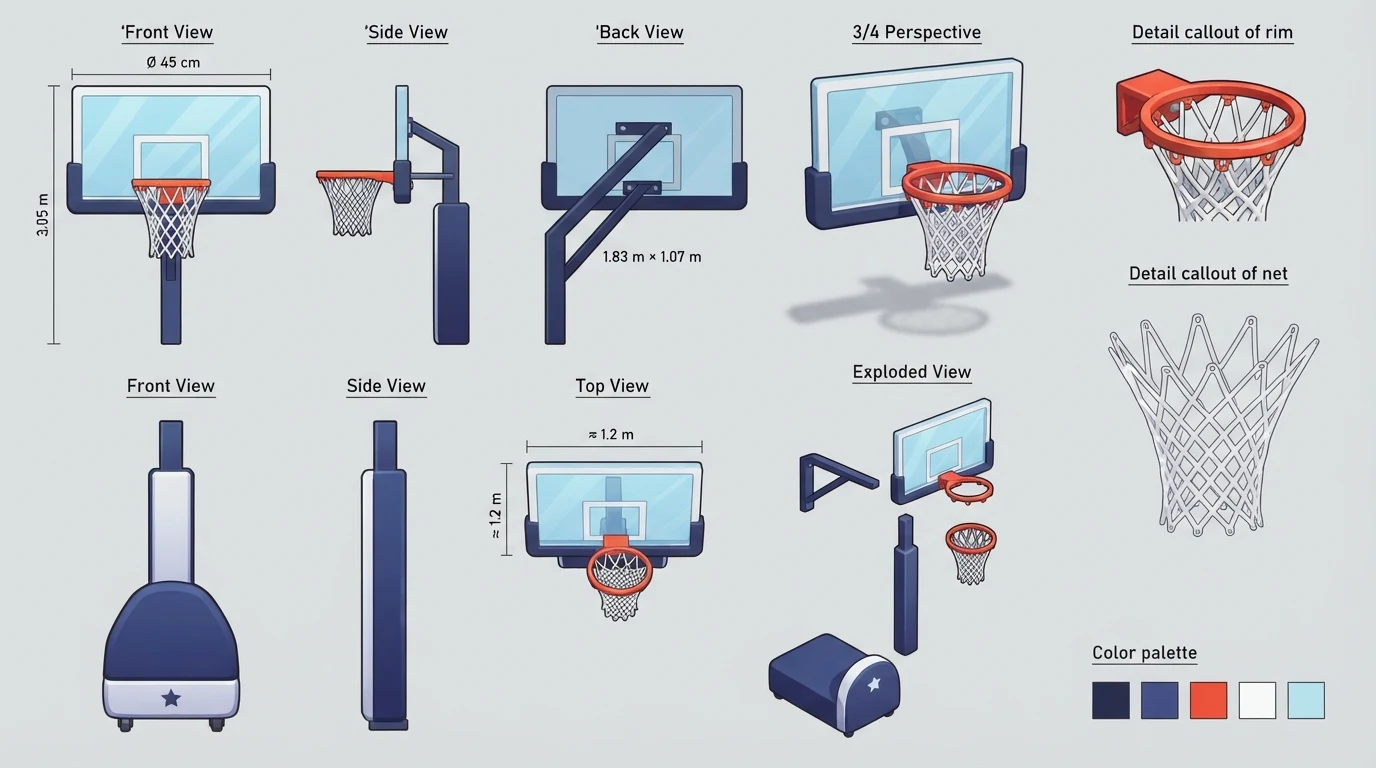 ‘Front View
‘Side View
'Back View
3/4 Perspective
Detail callout of rim
Ø 45 cm
3.05 m
1.83 m × 1.07 m
Detail callout of net
Front View
Side View
Top View
Exploded View
≈ 1.2 m
≈ 1.2 m
Color palette